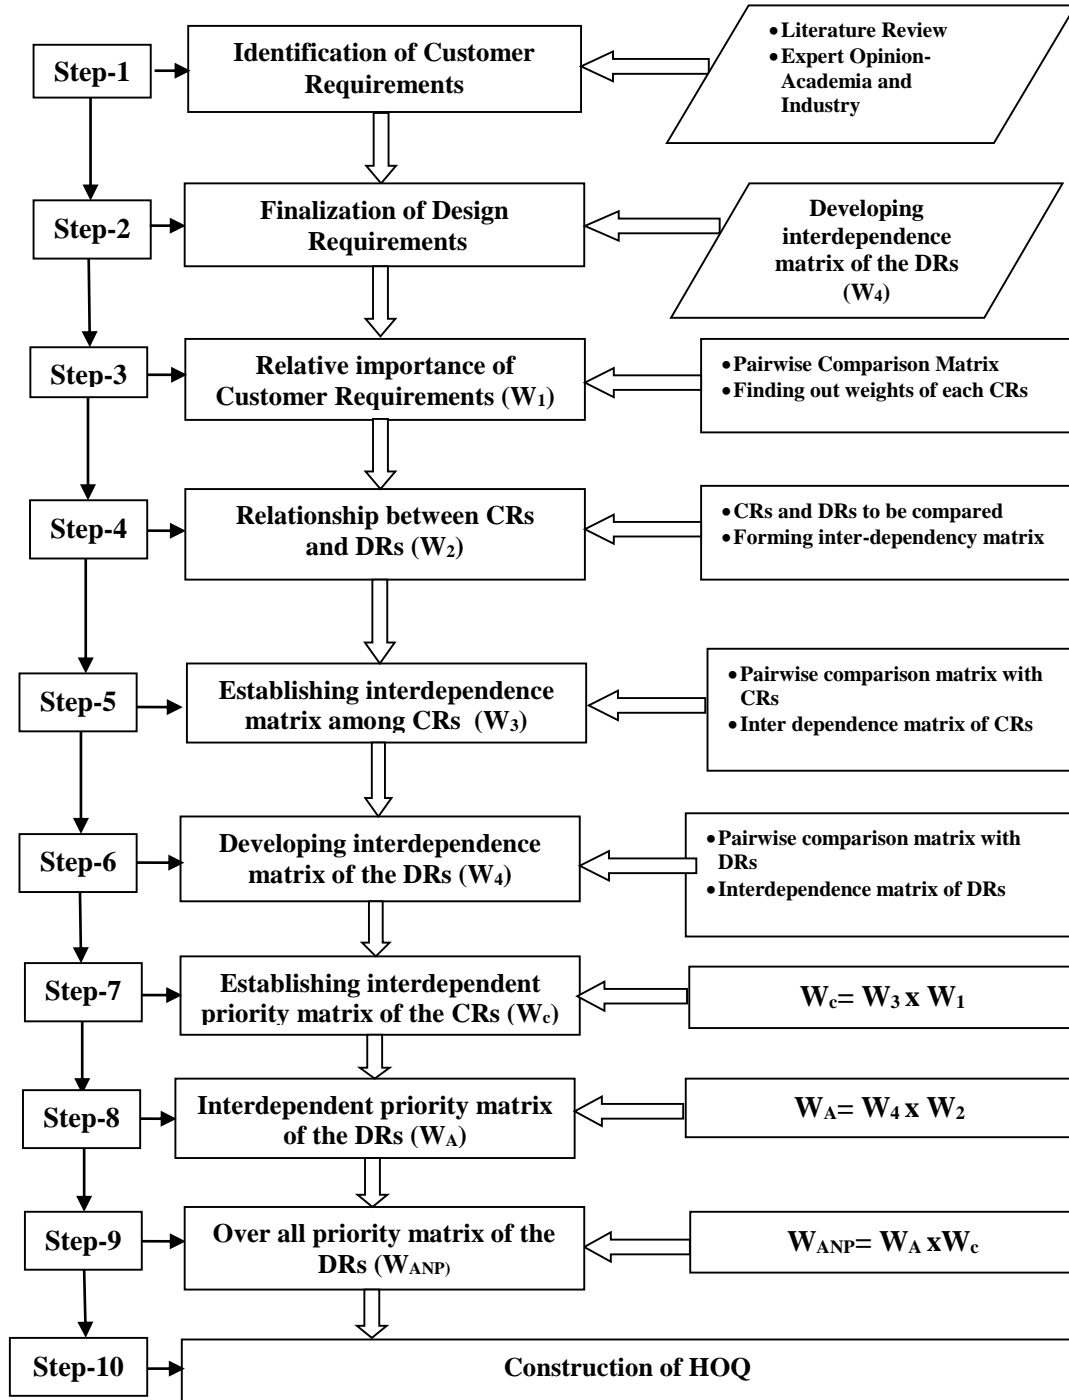 Step-1
Identification of Customer
Requirements
• Literature Review
• Expert Opinion-
Academia and
Industry
Step-2
Finalization of Design
Requirements
Developing
interdependence
matrix of the DRs
(W₄)
Step-3
Relative importance of
Customer Requirements (W₁)
• Pairwise Comparison Matrix
• Finding out weights of each CRs
Step-4
Relationship between CRs
and DRs (W₂)
• CRs and DRs to be compared
• Forming inter-dependency matrix
Step-5
Establishing interdependence
matrix among CRs (W₃)
• Pairwise comparison matrix with
CRs
• Inter dependence matrix of CRs
Step-6
Developing interdependence
matrix of the DRs (W₄)
• Pairwise comparison matrix with
DRs
• Interdependence matrix of DRs
Step-7
Establishing interdependent
priority matrix of the CRs (Wc)
Wc= W₃ x W₁
Step-8
Interdependent priority matrix
of the DRs (WA)
WA= W₄ x W₂
Step-9
Over all priority matrix of the
DRs (WANP)
WANP= WA xWc
Step-10
Construction of HOQ